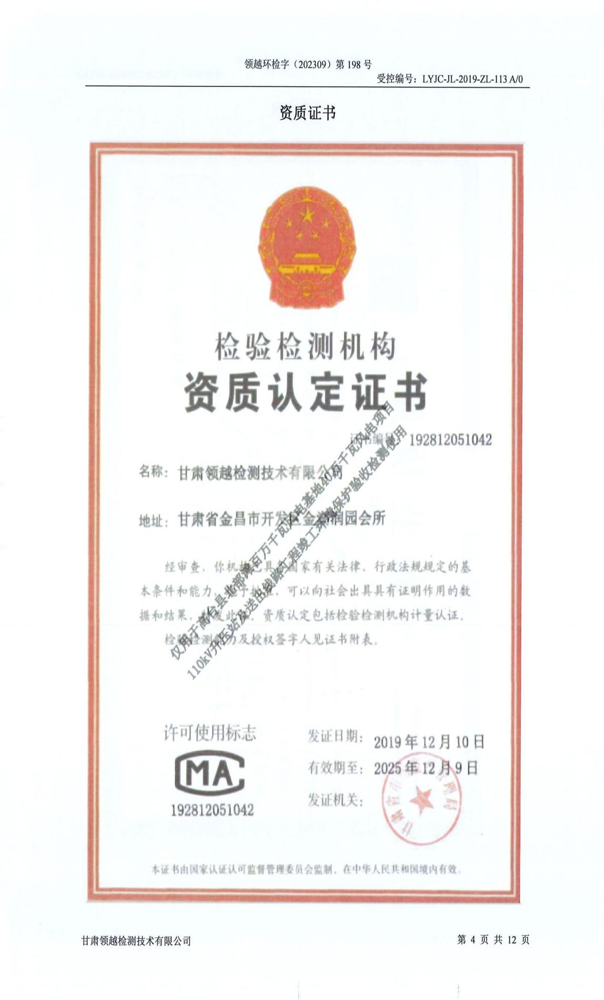 领越环检字（202309）第 198 号
受控编号：LYJC-JL-2019-ZL-113 A/0
资质证书
检验检测机构
资质认定证书
证书编号：192812051042
名称：甘肃领越检测技术有限公司
地址：甘肃省金昌市开发区金水润园会所
经审查，你机构已具备国家有关法律、行政法规规定的基
本条件和能力，现予批准，可以向社会出具具有证明作用的数
据和结果，特发此证。资质认定包括检验检测机构计量认证。
检验检测能力及授权签字人见证书附表。
仅用于高台县北部滩百万千瓦风电基地40万千瓦风电项目
110kV升压站及送出线路工程竣工环境保护验收检测使用
许可使用标志
MA
192812051042
发证日期：2019 年 12 月 10 日
有效期至：2025 年 12 月 9 日
发证机关：
甘肃省市场监督管理局
本证书由国家认证认可监督管理委员会监制，在中华人民共和国境内有效。
甘肃领越检测技术有限公司
第 4 页 共 12 页